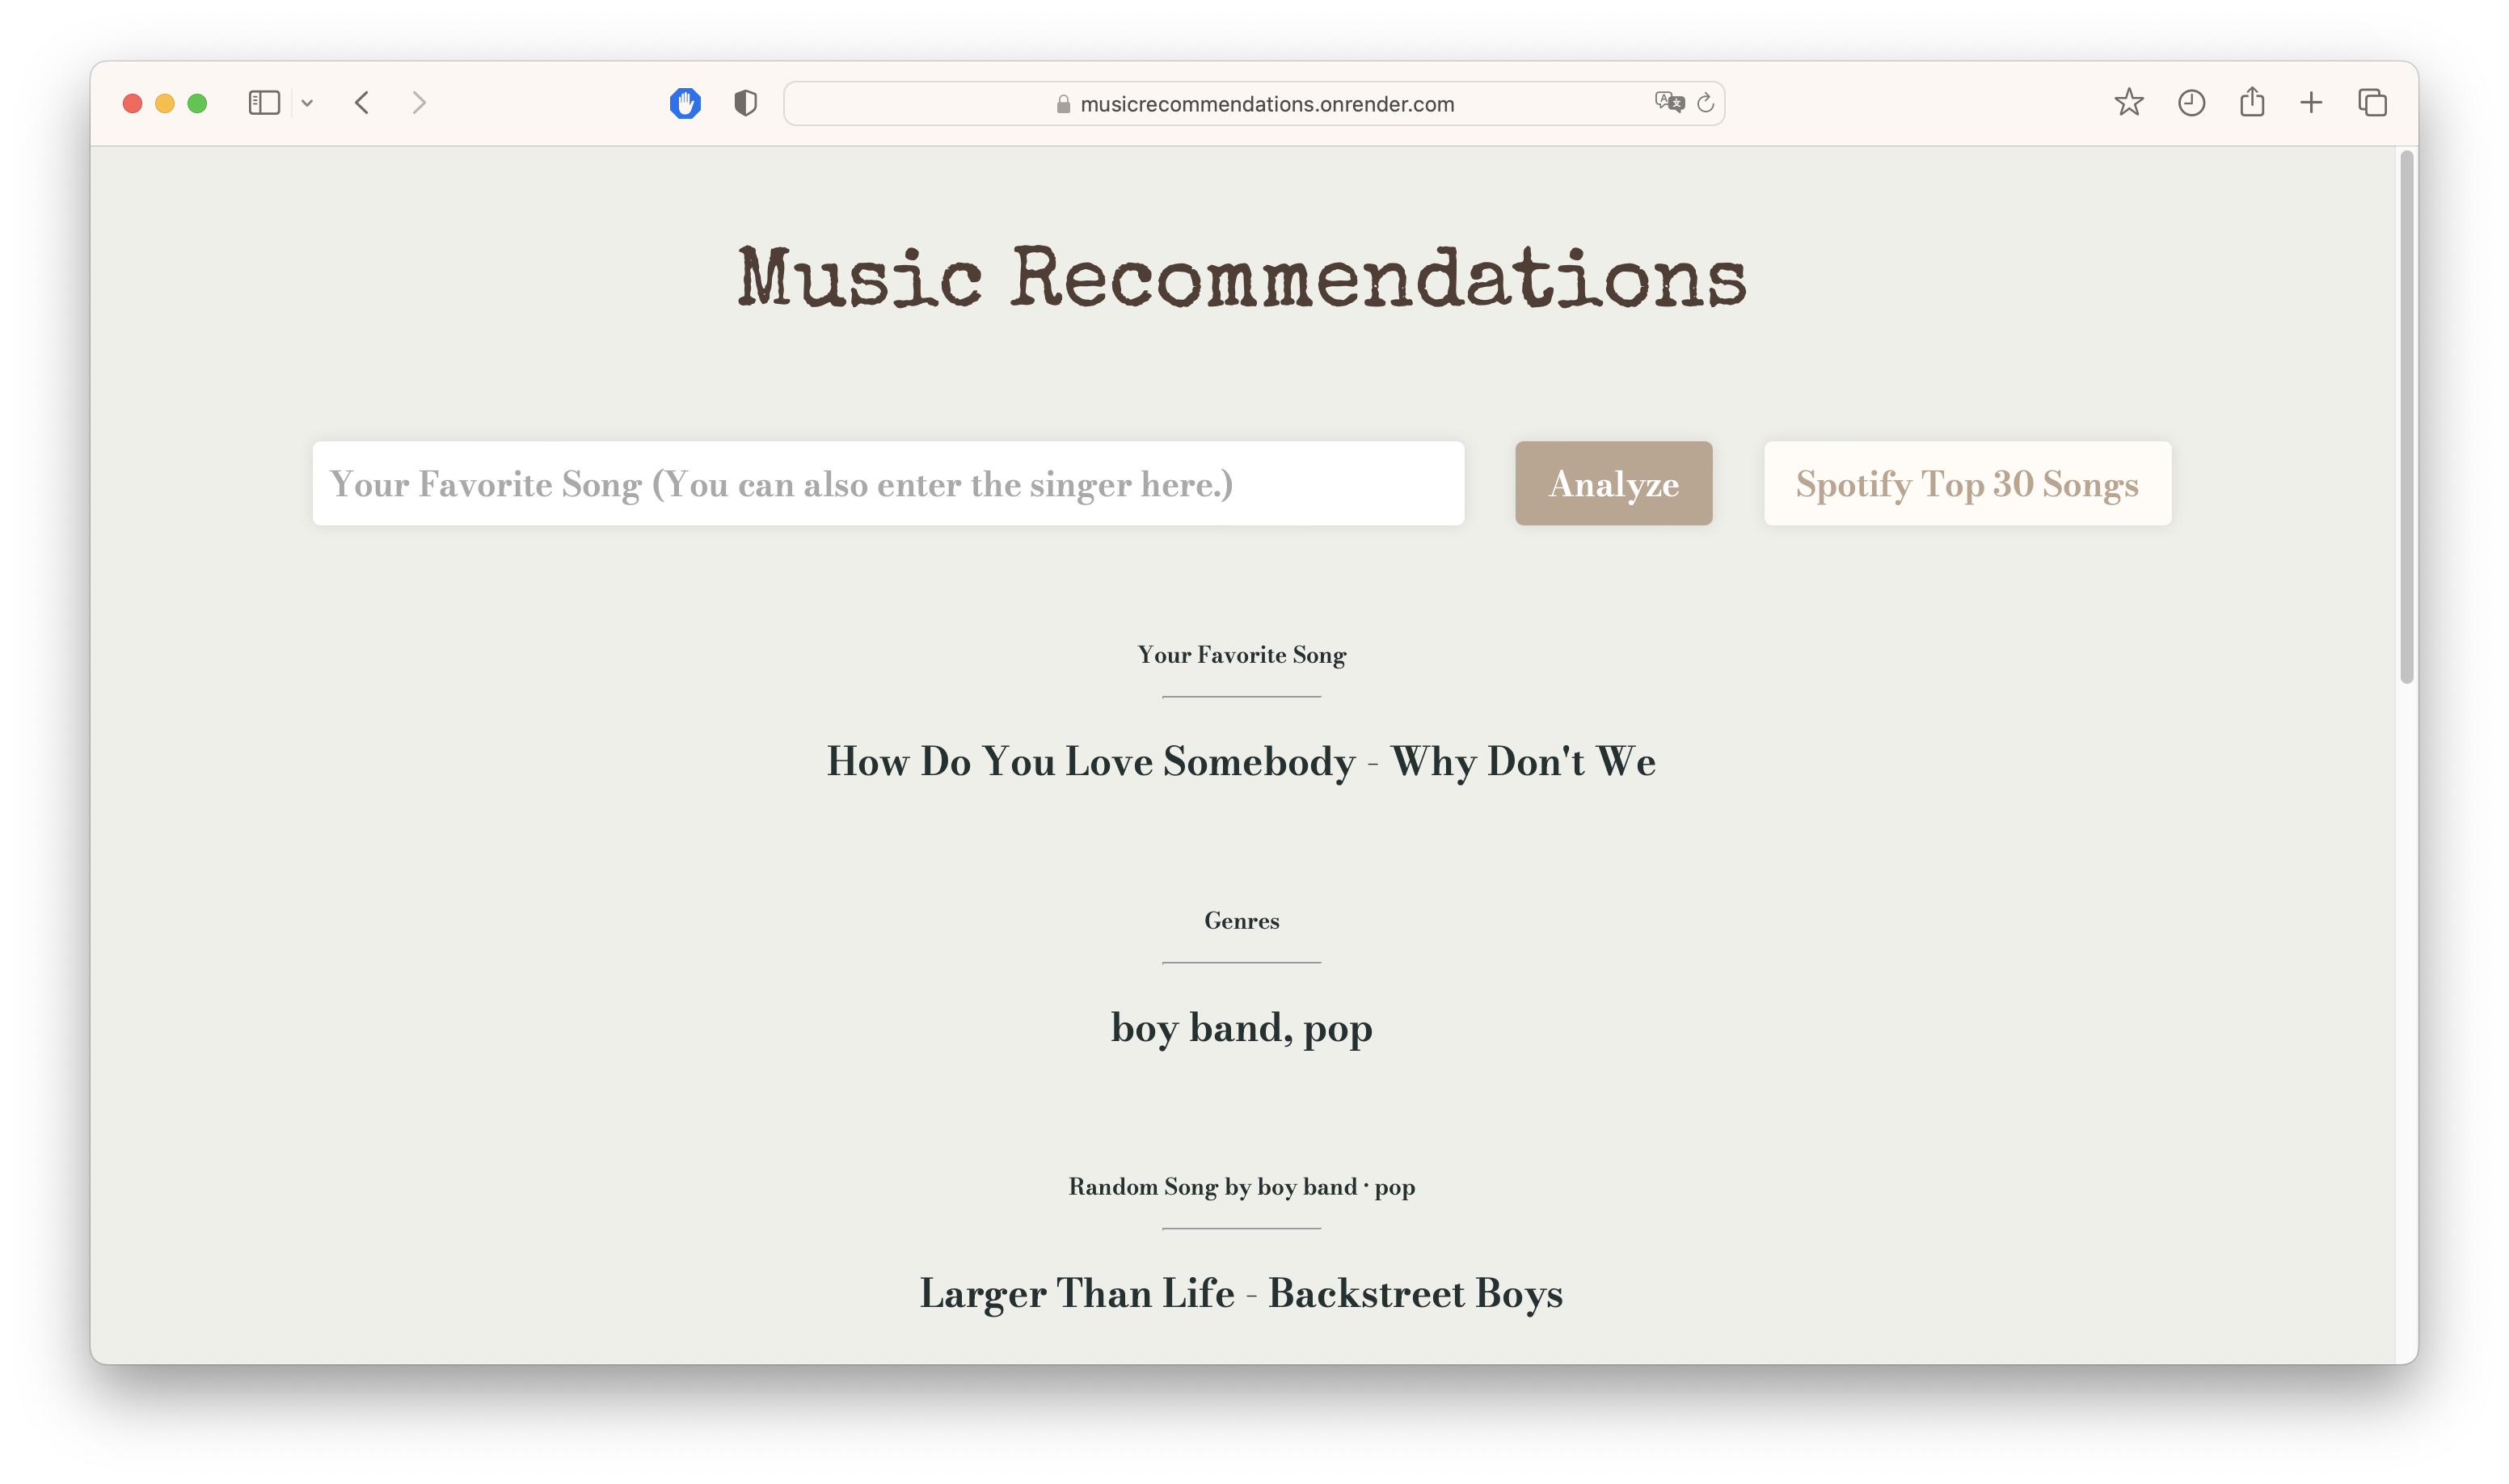 musicrecommendations.onrender.com
Music Recommendations
Your Favorite Song (You can also enter the singer here.)
Analyze
Spotify Top 30 Songs
Your Favorite Song
How Do You Love Somebody - Why Don't We
Genres
boy band, pop
Random Song by boy band · pop
Larger Than Life - Backstreet Boys